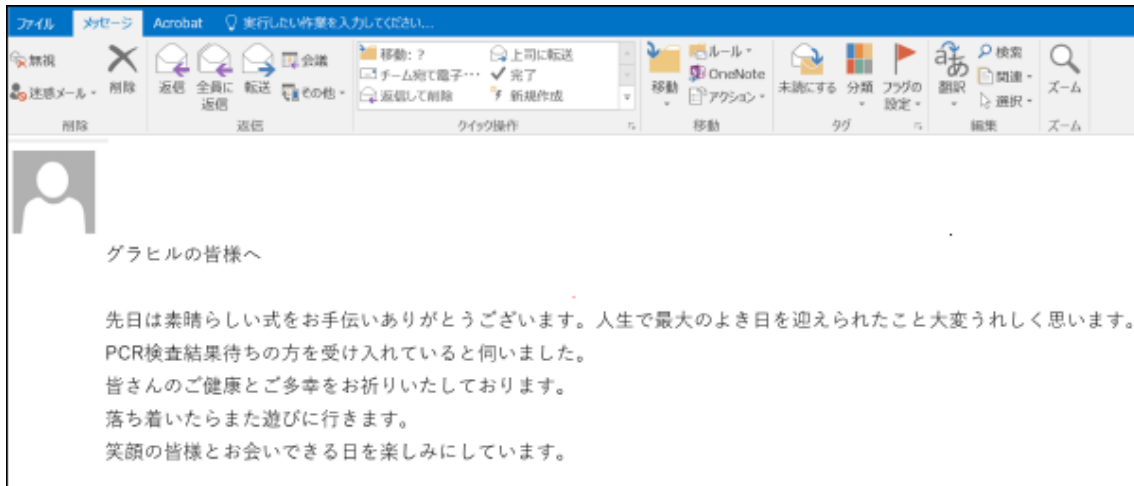 ファイル メッセージ Acrobat 実行したい作業を入力してください...
無視 削除 返信 全員に返信 転送 会議 移動: ? 上司に転送 移動 ルール 未読にする 分類 フラグの設定 翻訳 検索 ズーム
チーム宛て電子… 完了 OneNote 関連
迷惑メール その他 返信して削除 新規作成 アクション 選択
削除 返信 クイック操作 移動 タグ 編集 ズーム
グラヒルの皆様へ
先日は素晴らしい式をお手伝いありがとうございます。人生で最大のよき日を迎えられたこと大変うれしく思います。
PCR検査結果待ちの方を受け入れていると伺いました。
皆さんのご健康とご多幸をお祈りいたしております。
落ち着いたらまた遊びに行きます。
笑顔の皆様とお会いできる日を楽しみにしています。